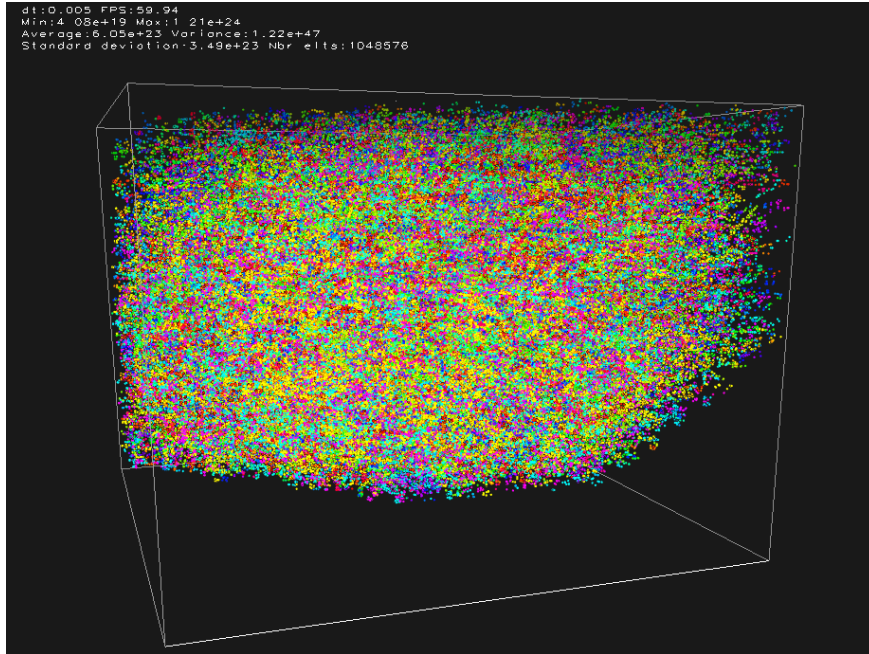 dt:0.005 FPS:59.94
Min:4 08e+19 Max:1 21e+24
Average:6.05e+23 Variance:1.22e+47
Standard deviation:3.49e+23 Nbr elts:1048576